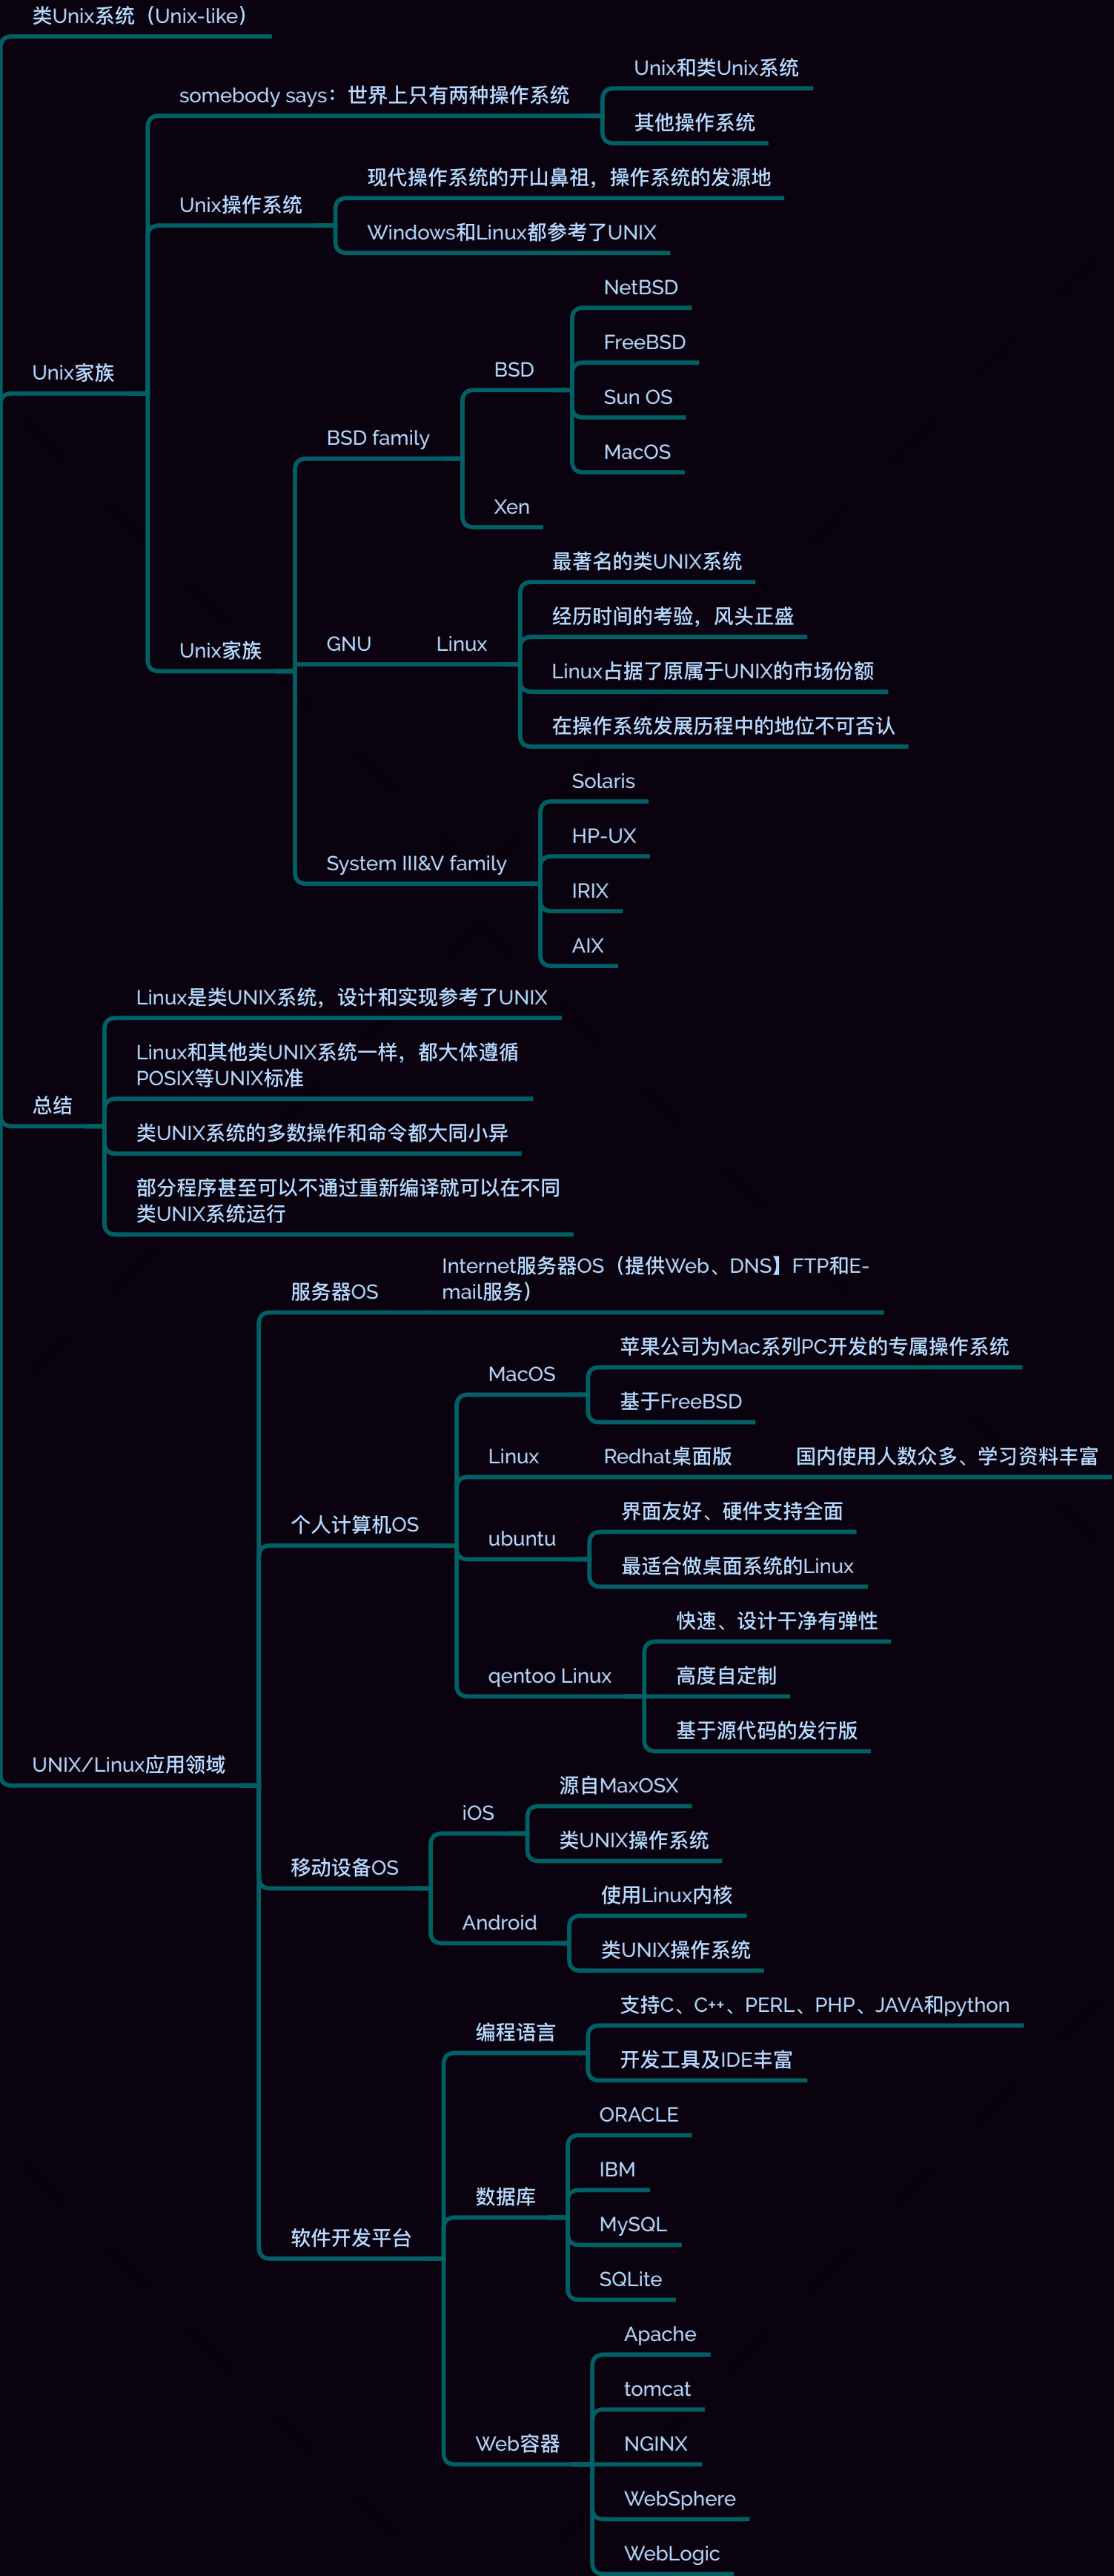 类Unix系统（Unix-like）
Unix家族
somebody says：世界上只有两种操作系统
Unix和类Unix系统
其他操作系统
Unix操作系统
现代操作系统的开山鼻祖，操作系统的发源地
Windows和Linux都参考了UNIX
Unix家族
BSD family
BSD
NetBSD
FreeBSD
Sun OS
MacOS
Xen
GNU
Linux
最著名的类UNIX系统
经历时间的考验，风头正盛
Linux占据了原属于UNIX的市场份额
在操作系统发展历程中的地位不可否认
System III&V family
Solaris
HP-UX
IRIX
AIX
总结
Linux是类UNIX系统，设计和实现参考了UNIX
Linux和其他类UNIX系统一样，都大体遵循
POSIX等UNIX标准
类UNIX系统的多数操作和命令都大同小异
部分程序甚至可以不通过重新编译就可以在不同
类UNIX系统运行
UNIX/Linux应用领域
服务器OS
Internet服务器OS（提供Web、DNS】FTP和E-
mail服务）
个人计算机OS
MacOS
苹果公司为Mac系列PC开发的专属操作系统
基于FreeBSD
Linux
Redhat桌面版
国内使用人数众多、学习资料丰富
ubuntu
界面友好、硬件支持全面
最适合做桌面系统的Linux
qentoo Linux
快速、设计干净有弹性
高度自定制
基于源代码的发行版
移动设备OS
iOS
源自MaxOSX
类UNIX操作系统
Android
使用Linux内核
类UNIX操作系统
软件开发平台
编程语言
支持C、C++、PERL、PHP、JAVA和python
开发工具及IDE丰富
数据库
ORACLE
IBM
MySQL
SQLite
Web容器
Apache
tomcat
NGINX
WebSphere
WebLogic